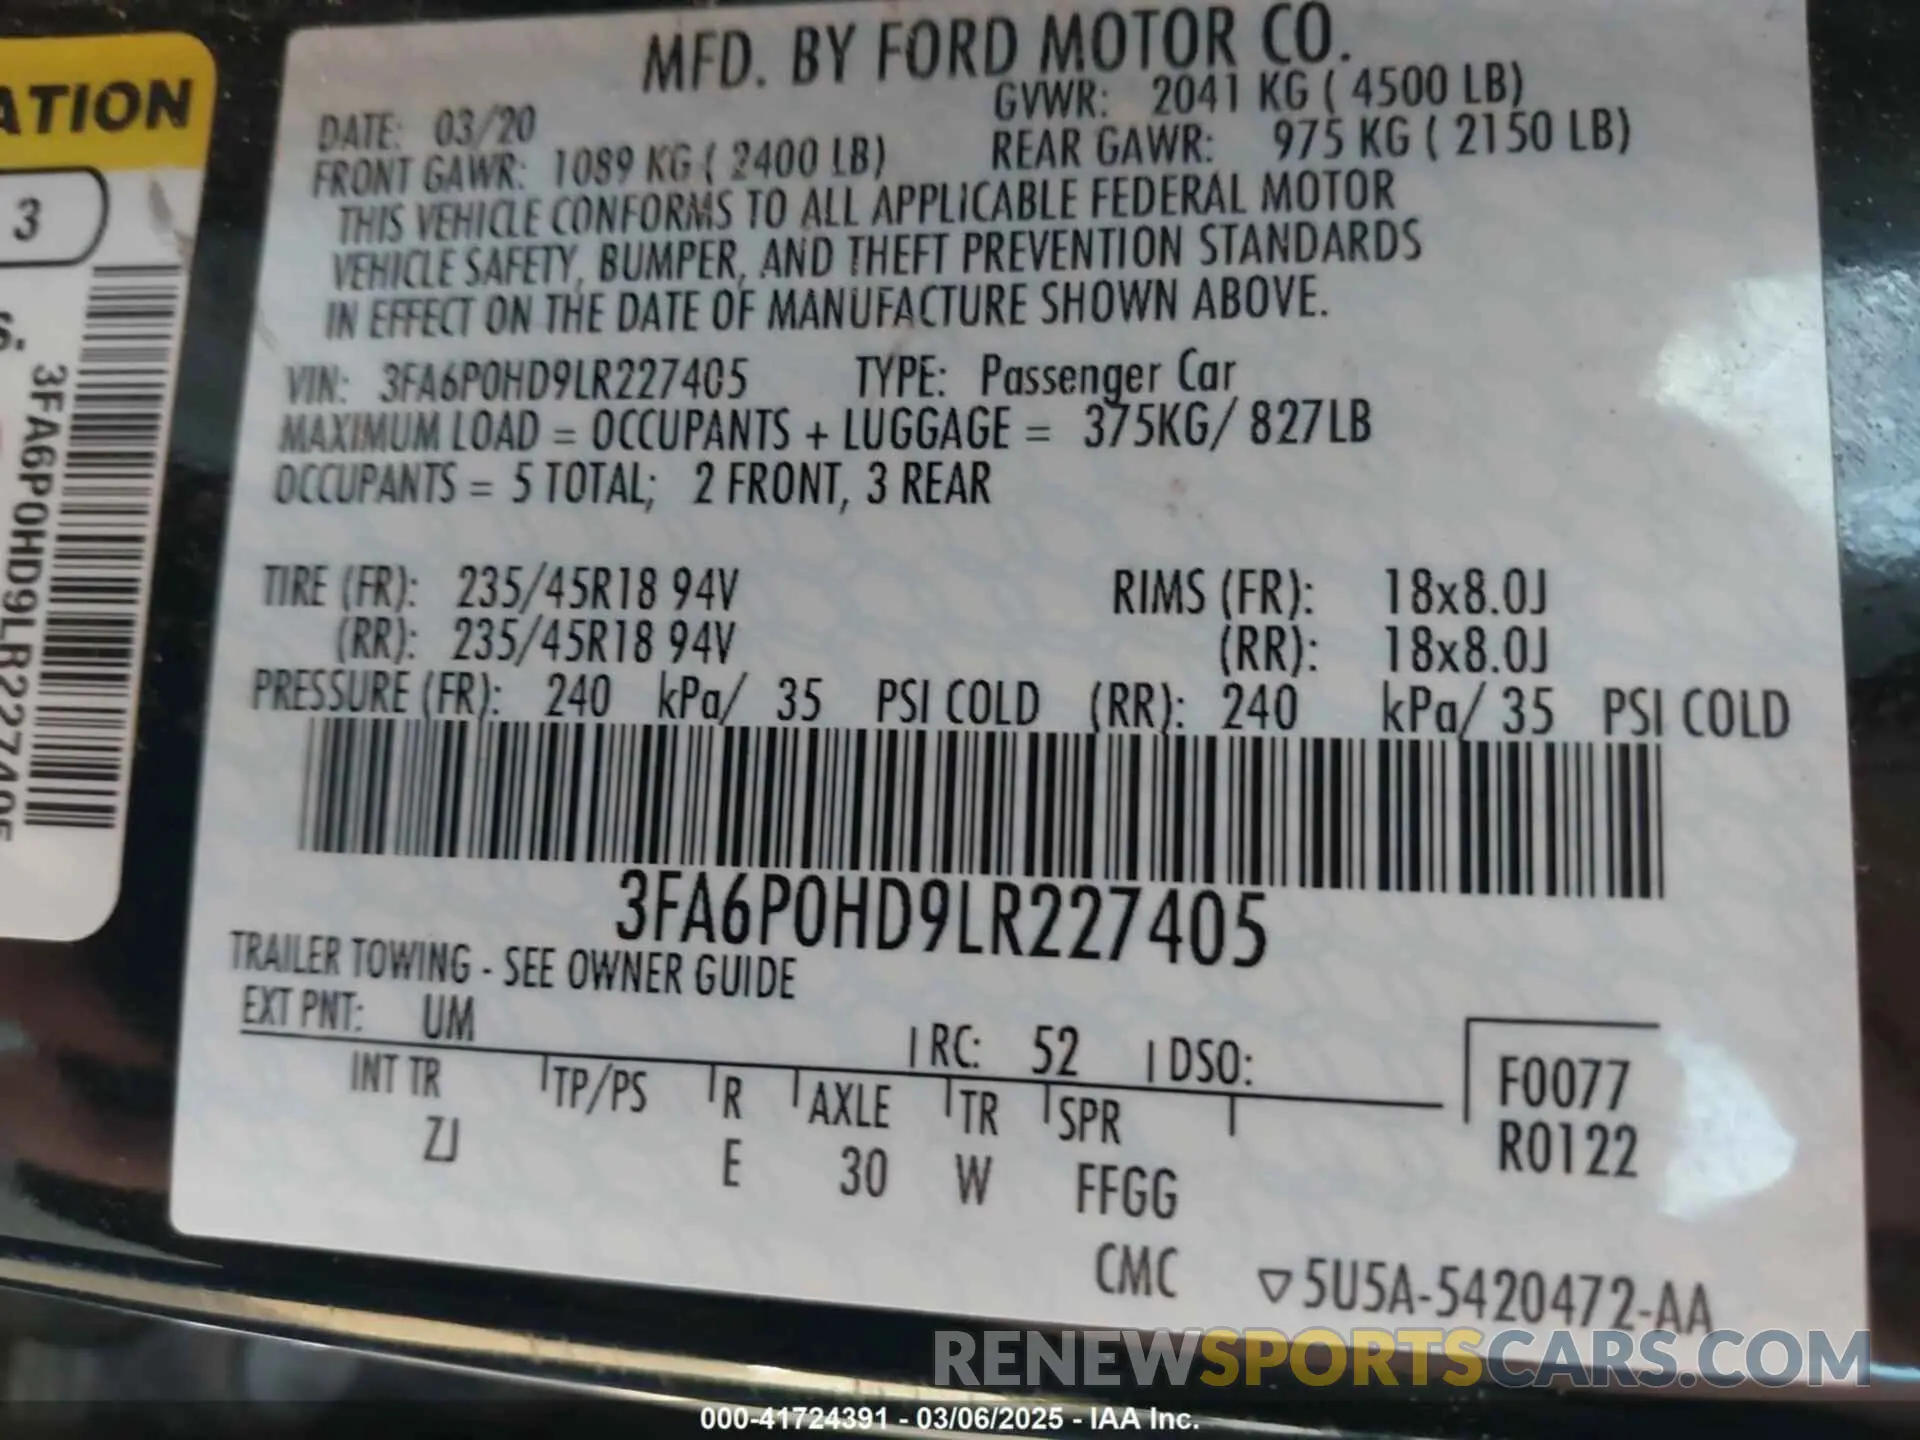 MFD. BY FORD MOTOR CO.
DATE: 03/20 GVWR: 2041 KG ( 4500 LB)
FRONT GAWR: 1089 KG ( 2400 LB) REAR GAWR: 975 KG ( 2150 LB)
THIS VEHICLE CONFORMS TO ALL APPLICABLE FEDERAL MOTOR
VEHICLE SAFETY, BUMPER, AND THEFT PREVENTION STANDARDS
IN EFFECT ON THE DATE OF MANUFACTURE SHOWN ABOVE.
VIN: 3FA6P0HD9LR227405 TYPE: Passenger Car
MAXIMUM LOAD = OCCUPANTS + LUGGAGE = 375KG/ 827LB
OCCUPANTS = 5 TOTAL; 2 FRONT, 3 REAR
TIRE (FR): 235/45R18 94V RIMS (FR): 18x8.0J
(RR): 235/45R18 94V (RR): 18x8.0J
PRESSURE (FR): 240 kPa/ 35 PSI COLD (RR): 240 kPa/ 35 PSI COLD
3FA6P0HD9LR227405
TRAILER TOWING - SEE OWNER GUIDE
EXT PNT: UM RC: 52 DSO:
INT TR TP/PS R AXLE TR SPR F0077
ZJ E 30 W FFGG R0122
CMC ▽5U5A-5420472-AA
ATION
3
S.
3FA6P0HD9LR227405
3FA6P0HD9LR227405
RENEWSPORTSCARS.COM
000-41724391 - 03/06/2025 - IAA Inc.